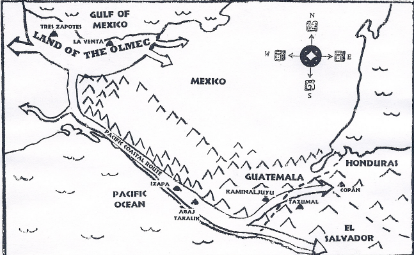 GULF OF
MEXICO
TRES ZAPOTES
LA VENTA
LAND OF THE OLMEC
MEXICO
N
W
E
S
PACIFIC COASTAL ROUTE
HONDURAS
GUATEMALA
IZAPA
KAMINALJUYU
COPÁN
PACIFIC
OCEAN
ABAJ
TAKALIK
TAZUMAL
EL
SALVADOR